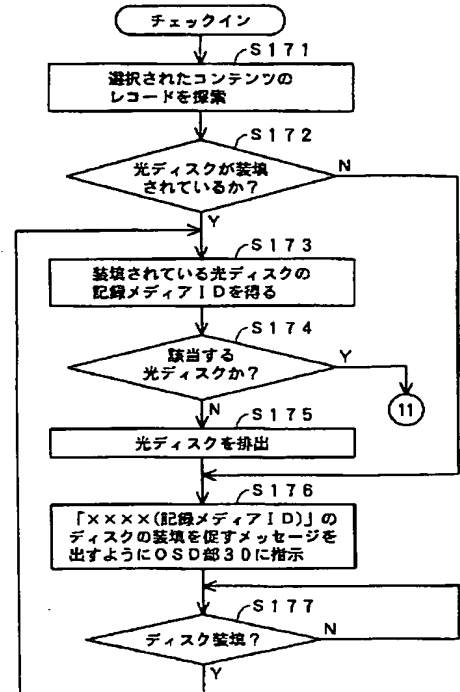 チェックイン
S171
選択されたコンテンツの
レコードを探索
S172
光ディスクが装填
されているか?
N
Y
S173
装填されている光ディスクの
記録メディアIDを得る
S174
該当する
光ディスクか?
Y
N
11
S175
光ディスクを排出
S176
「××××(記録メディアID)」の
ディスクの装填を促すメッセージを
出すようにOSD部30に指示
S177
ディスク装填?
N
Y